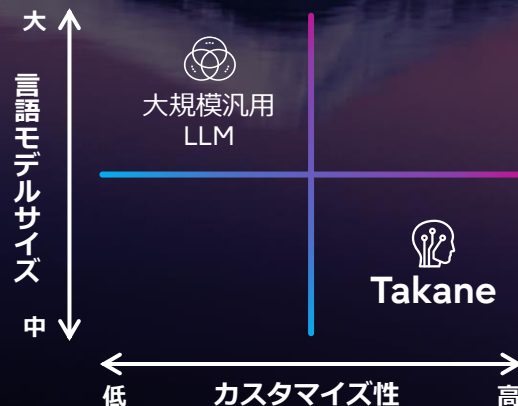 大
言語モデルサイズ
中
大規模汎用
LLM
Takane
低
カスタマイズ性
高